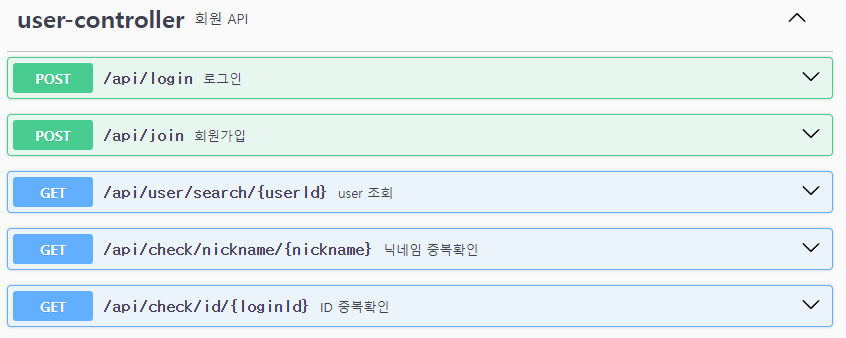 user-controller 회원 API
POST /api/login 로그인
POST /api/join 회원가입
GET /api/user/search/{userId} user 조회
GET /api/check/nickname/{nickname} 닉네임 중복확인
GET /api/check/id/{loginId} ID 중복확인